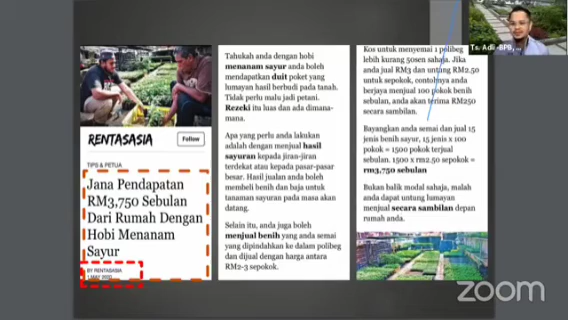 RENTASASIA
Follow
TIPS & PETUA
Jana Pendapatan
RM3,750 Sebulan
Dari Rumah Dengan
Hobi Menanam
Sayur
BY RENTASASIA
Tahukah anda dengan hobi
menanam sayur anda boleh
mendapatkan duit poket yang
lumayan hasil berbudi pada tanah.
Tidak perlu malu jadi petani.
Rezeki itu luas dan ada dimana-
mana.
Apa yang perlu anda lakukan
adalah dengan menjual hasil
sayuran kepada jiran-jiran
terdekat atau kepada pasar-pasar
besar. Hasil jualan anda boleh
membeli benih dan baja untuk
tanaman sayuran pada masa akan
datang.
Selain itu, anda juga boleh
menjual benih yang anda semai
yang dipindahkan ke dalam polibeg
dan dijual dengan harga antara
RM2-3 sepokok.
Kos untuk menyemai 1 polibeg
lebih kurang 50sen sahaja. Jika
anda jual RM3 dan untung RM2.50
untuk sepokok, contohnya anda
berjaya menjual 100 pokok benih
sebulan, anda akan terima RM250
secara sambilan.
Bayangkan anda semai dan jual 15
jenis benih sayur, 15 jenis x 100
pokok = 1500 pokok terjual
sebulan. 1500 x rm2.50 sepokok =
rm3,750 sebulan
Bukan balik modal sahaja, malah
anda dapat untung lumayan
menjual secara sambilan depan
rumah anda.
zoom